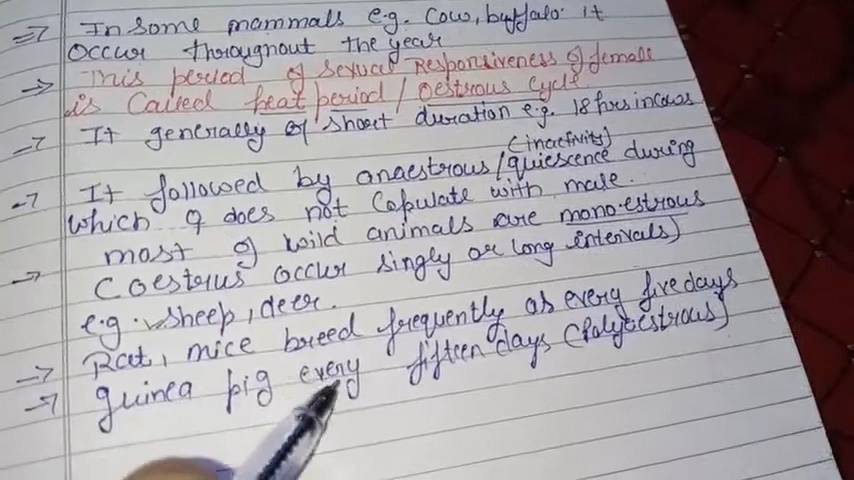 => In some mammals e.g. Cow, buffalo it
occur throughout the year
-> This period of sexual responsiveness of female
is called heat period / oestrous cycle
-> It generally of short duration e.g. 18 hrs in cows
(inactivity)
-> It followed by anaestrous / quiescence during
which ♀ does not copulate with male.
most of wild animals are mono-estrous
-> (oestrus occur singly or long intervals)
e.g. sheep, deer.
-> Rat, mice breed frequently as every five days
-> guinea pig every fifteen days (Polyestrous)